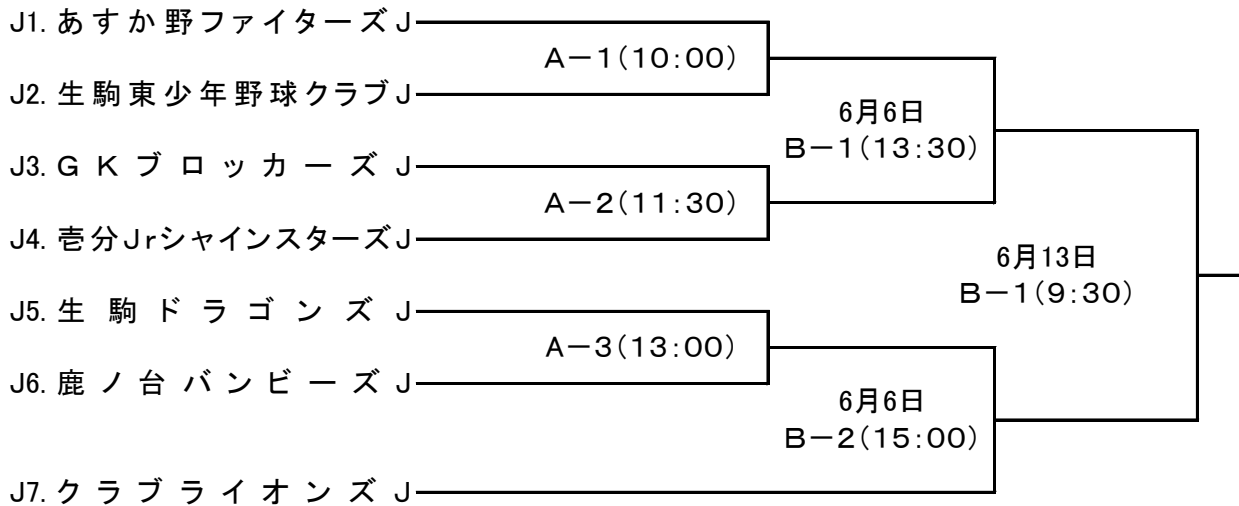 J1. あすか野ファイターズJ
A－1(10:00)
J2. 生駒東少年野球クラブJ
6月6日
B－1(13:30)
J3. GKブロッカーズJ
A－2(11:30)
J4. 壱分JrシャインスターズJ
6月13日
B－1(9:30)
J5. 生駒ドラゴンズJ
A－3(13:00)
J6. 鹿ノ台バンビーズJ
6月6日
B－2(15:00)
J7. クラブライオンズJ